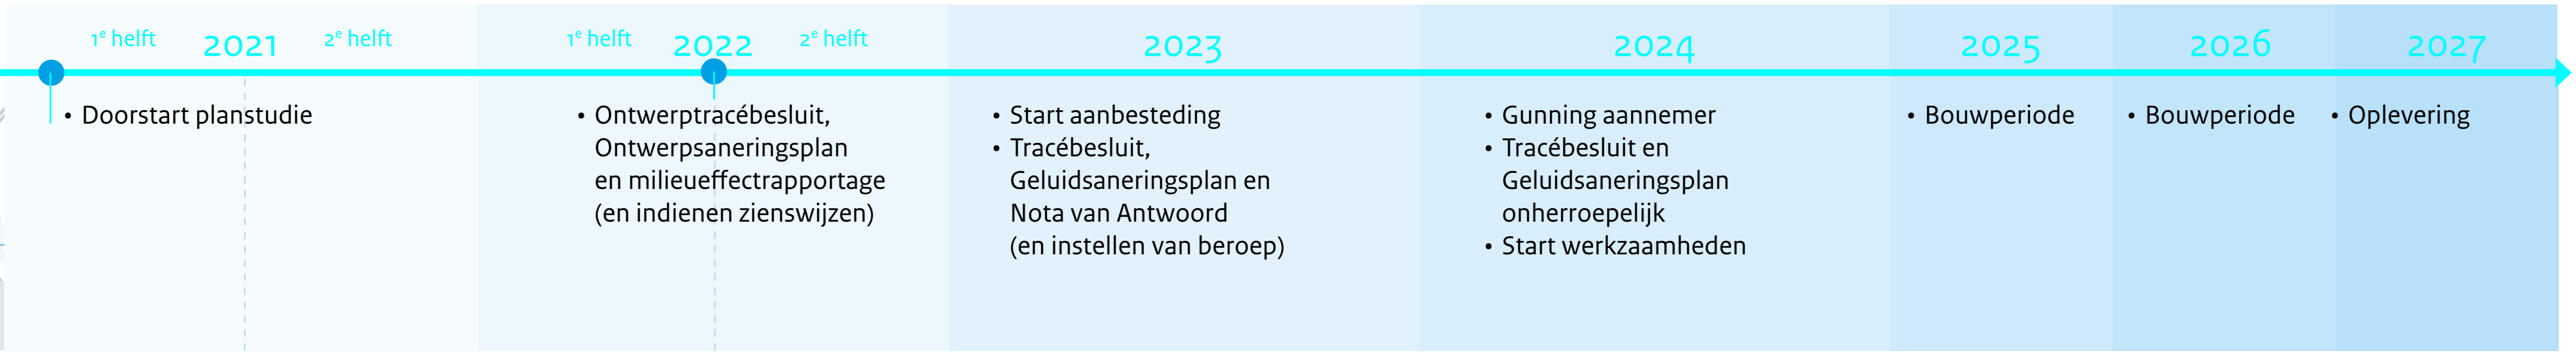 1e helft 2021 2e helft
1e helft 2022 2e helft
2023
2024
2025
2026
2027
• Doorstart planstudie
• Ontwerptracébesluit,
Ontwerpsaneringsplan
en milieueffectrapportage
(en indienen zienswijzen)
• Start aanbesteding
• Tracébesluit,
Geluidsaneringsplan en
Nota van Antwoord
(en instellen van beroep)
• Gunning aannemer
• Tracébesluit en
Geluidsaneringsplan
onherroepelijk
• Start werkzaamheden
• Bouwperiode
• Bouwperiode
• Oplevering